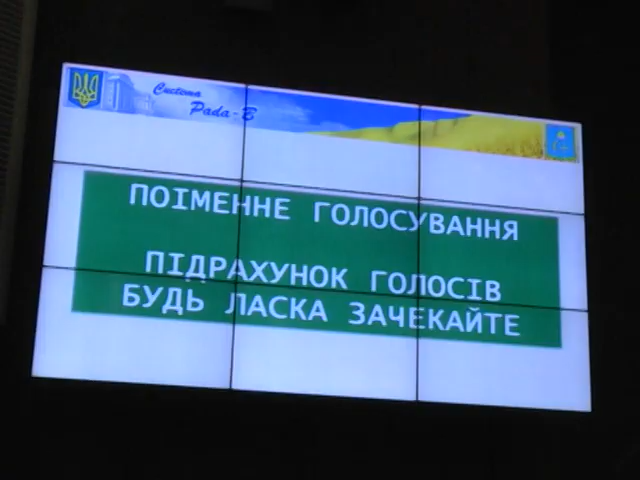 Система
Рада-В
ПОІМЕННЕ ГОЛОСУВАННЯ
ПІДРАХУНОК ГОЛОСІВ
БУДЬ ЛАСКА ЗАЧЕКАЙТЕ